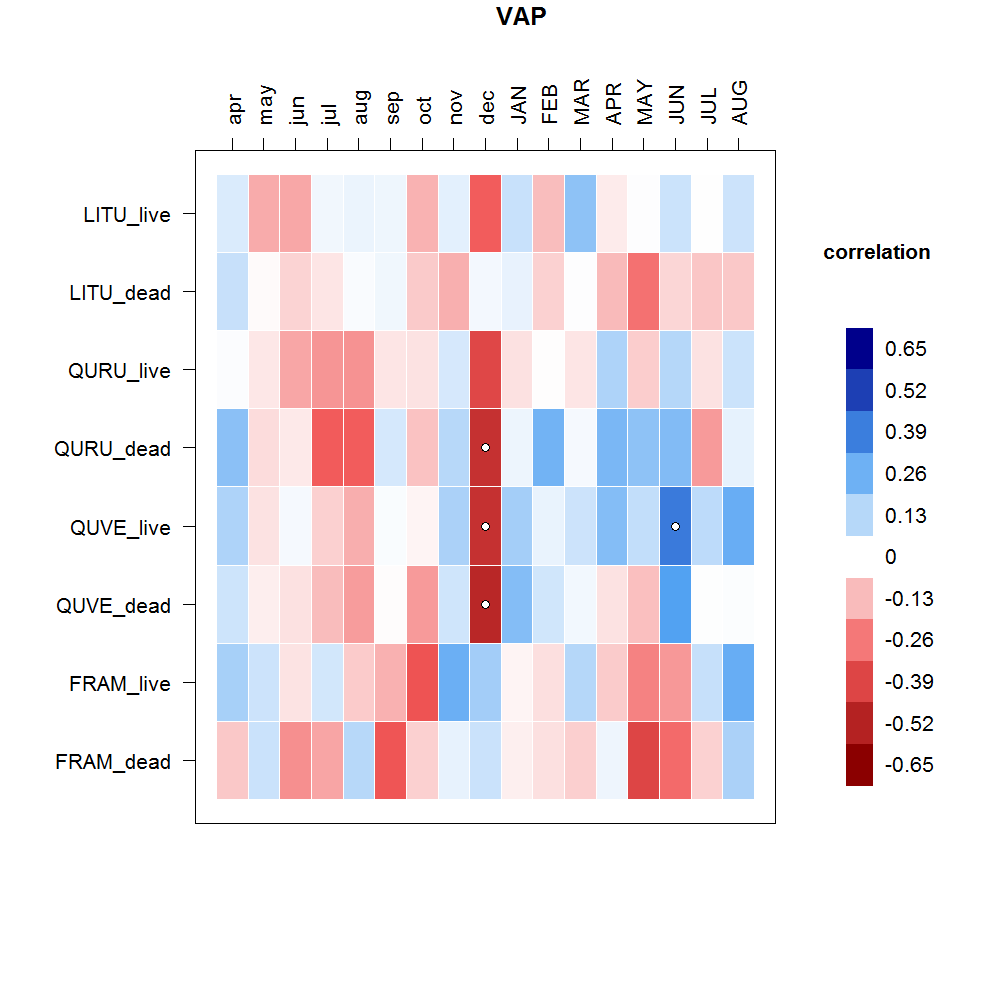 VAP
apr may jun jul aug sep oct nov dec JAN FEB MAR APR MAY JUN JUL AUG
LITU_live
LITU_dead
QURU_live
QURU_dead
QUVE_live
QUVE_dead
FRAM_live
FRAM_dead
correlation
0.65
0.52
0.39
0.26
0.13
0
-0.13
-0.26
-0.39
-0.52
-0.65